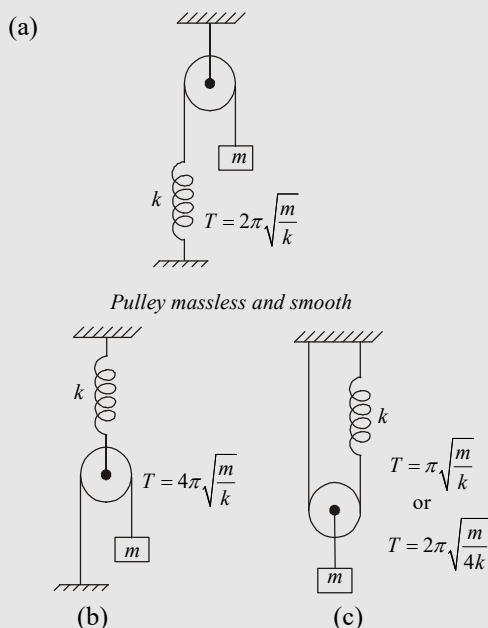 (a)
m
k
T = 2π√(m/k)
Pulley massless and smooth
k
T = 4π√(m/k)
m
(b)
k
T = π√(m/k)
or
T = 2π√(m/4k)
m
(c)